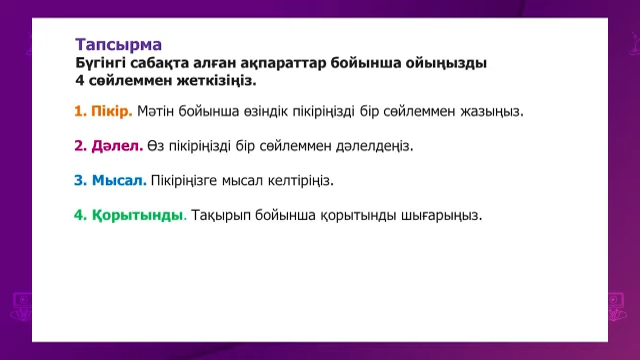 Тапсырма
Бүгінгі сабақта алған ақпараттар бойынша ойыңызды
4 сөйлеммен жеткізіңіз.
1. Пікір. Мәтін бойынша өзіндік пікіріңізді бір сөйлеммен жазыңыз.
2. Дәлел. Өз пікіріңізді бір сөйлеммен дәлелдеңіз.
3. Мысал. Пікіріңізге мысал келтіріңіз.
4. Қорытынды. Тақырып бойынша қорытынды шығарыңыз.